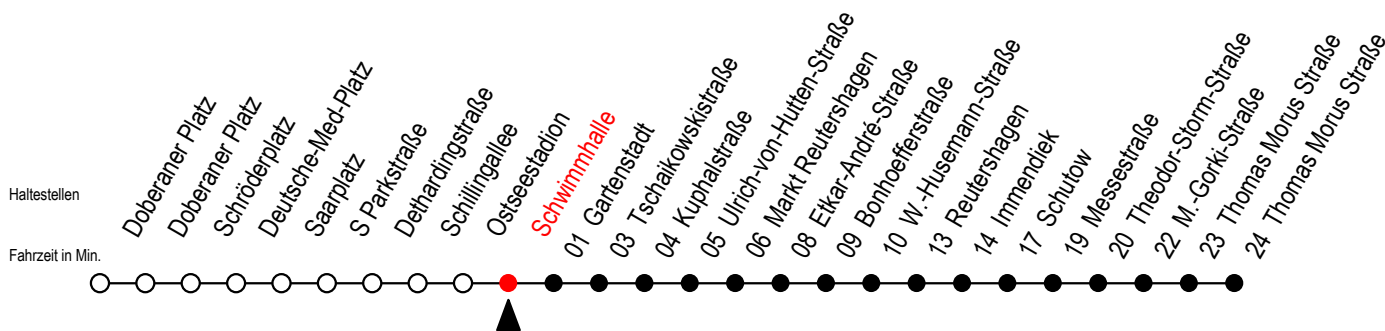 Haltestellen
Fahrzeit in Min.
Doberaner Platz
Doberaner Platz
Schröderplatz
Deutsche-Med-Platz
Saarplatz
S Parkstraße
Dethardingstraße
Schillingallee
Ostseestadion
Schwimmhalle
01 Gartenstadt
03 Tschaikowskistraße
04 Kuphalstraße
05 Ulrich-von-Hutten-Straße
06 Markt Reutershagen
08 Etkar-André-Straße
09 Bonhoefferstraße
10 W.-Husemann-Straße
13 Reutershagen
14 Immendiek
17 Schutow
19 Messestraße
20 Theodor-Storm-Straße
22 M.-Gorki-Straße
23 Thomas Morus Straße
24 Thomas Morus Straße